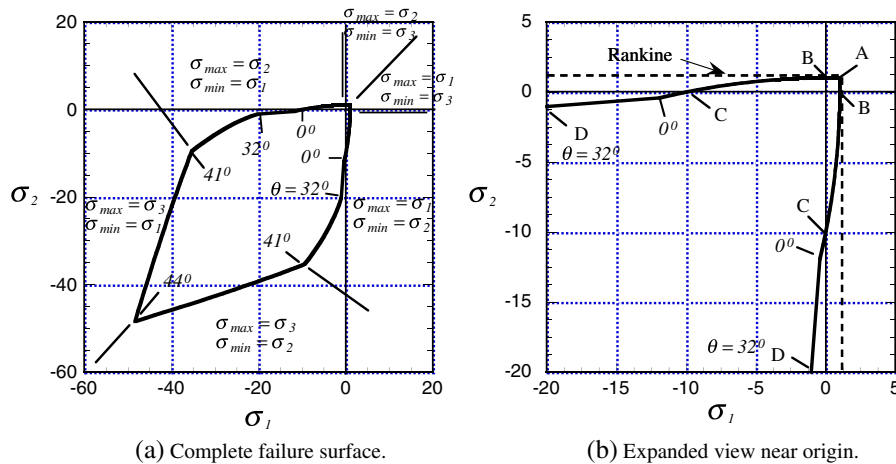 20
0
-20
-40
-60
-60
-40
-20
0
20
σ2
σ1
σmax = σ2
σmin = σ3
σmax = σ2
σmin = σ1
σmax = σ1
σmin = σ3
0⁰
32⁰
0⁰
41⁰
θ = 32⁰
σmax = σ3
σmin = σ1
σmax = σ1
σmin = σ2
41⁰
44⁰
σmax = σ3
σmin = σ2
(a) Complete failure surface.
5
0
-5
-10
-15
-20
-20
-15
-10
-5
0
5
σ2
σ1
Rankine
B
A
B
C
0⁰
D
θ = 32⁰
C
0⁰
θ = 32⁰
D
(b) Expanded view near origin.